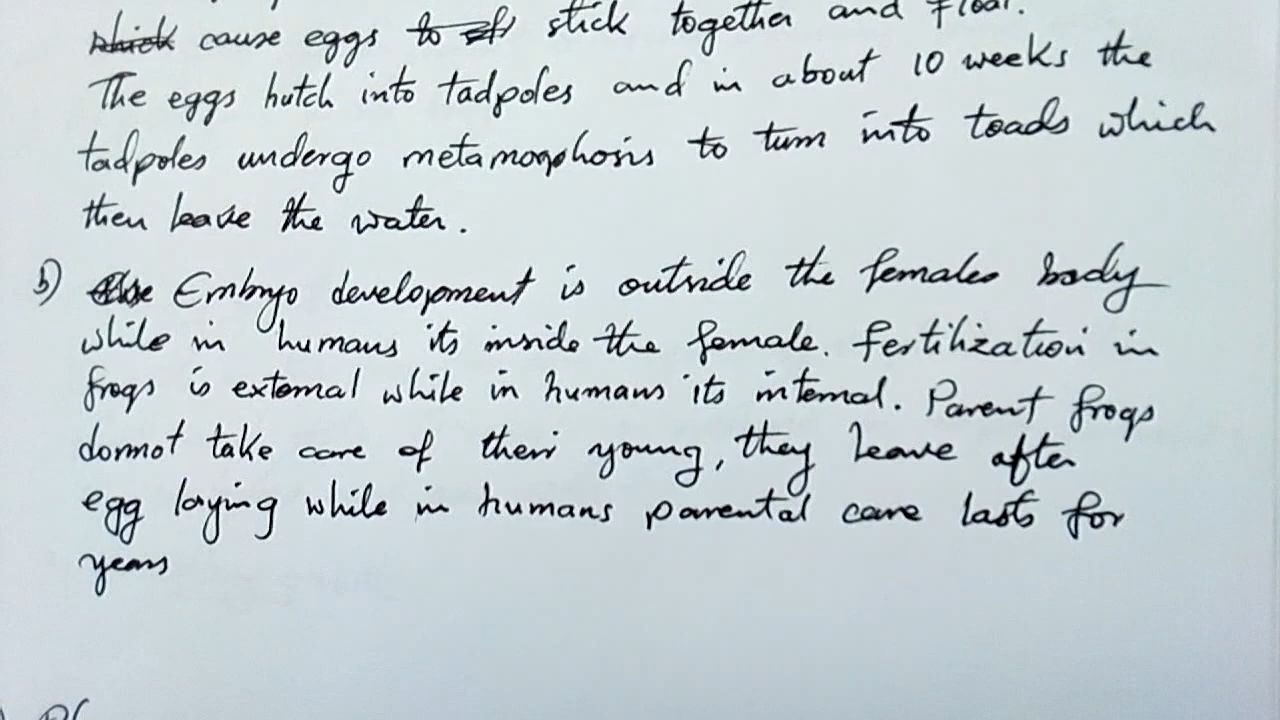 cause eggs stick together and float.
The eggs hutch into tadpoles and in about 10 weeks the
tadpoles undergo metamorphosis to turn into toads which
then leave the water.
b) Embryo development is outside the females body
while in humans its inside the female. Fertilization in
frogs is external while in humans its internal. Parent frogs
donnot take care of their young, they leave after
egg laying while in humans parental care lasts for
years